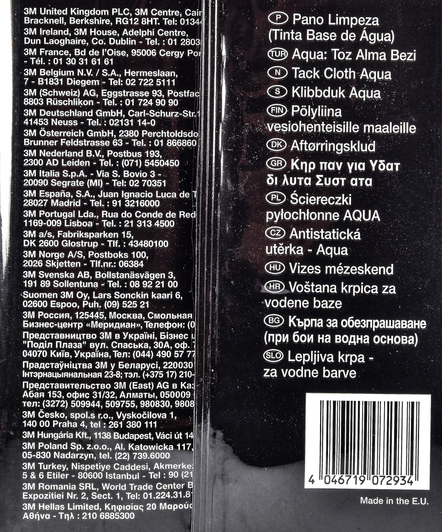 3M United Kingdom PLC, 3M Centre, Cain
Bracknell, Berkshire, RG12 8HT. Tel: 0134
3M Ireland, 3M House, Adelphi Centre,
Dun Laoghaire, Co. Dublin - Tel. : 01 2803
3M France, Bd de l'Oise, 95006 Cergy Pon
- Tél. : 01 30 31 61 61
3M Belgium N.V. / S.A., Hermeslaan,
7 - B1831 Diegem - Tel: 02 722 5111
3M (Schweiz) AG, Eggstrasse 93, Postfac
8803 Rüschlikon - Tel. : 01 724 90 90
3M Deutschland GmbH, Carl-Schurz-Str.1
41453 Neuss - Tel.: 02131 14-0
3M Österreich GmbH, 2380 Perchtoldsdo
Brunner Feldstrasse 63 - Tel. : 01 866860
3M Nederland B.V., Postbus 193,
2300 AD Leiden - Tel.: (071) 5450450
3M Italia S.p.A. - Via S. Bovio 3 -
20090 Segrate (MI) - Tel: 02 70351
3M España, S.A., Juan Ignacio Luca de T
28027 Madrid - Tel.: 91 3216000
3M Portugal Lda., Rua do Conde de Red
1169-009 Lisboa - Tel.: 21 313 4500
3M a/s, Fabriksparken 15,
DK 2600 Glostrup - Tlf.: 43480100
3M Norge A/S, Postboks 100,
2026 Skjetten - Tlf.nr.: 06384
3M Svenska AB, Bollstanäsvägen 3,
191 89 Sollentuna - Tel.: 08 92 21 00
Suomen 3M Oy, Lars Sonckin kaari 6,
02600 Espoo, Puh. (09) 525 21
3М Россия, 125445, Москва, Смольная
Бизнес-центр «Меридиан», Телефон: (0
Представництво 3М в Україні, Бізнес ц
"Поділ Плаза" вул. Спаська, 30А, оф.
04070 Київ, Україна, Тел: (044) 490 57 77
Прадстаўніцтва 3М у Беларусі, 220030
Інтэрнацыянальная 23-8; тэл. (+375 17) 210-
Представительство 3М (East) AG в Каз
Абая 153, офис 31/32, Алматы, 050009
тел: (3272) 509944, 509755, 980830, 9808
3M Česko, spol.s r.o., Vyskočilova 1,
140 00 Praha 4, tel : 261 380 111
3M Hungária Kft., 1138 Budapest, Váci út 14
3M Poland Sp. z.o.o., Al. Katowicka 117,
05-830 Nadarzyn, tel. (22) 739.6000
3M Turkey, Nispetiye Caddesi, Akmerkez
5 & 6 Etiler - 80600 Istanbul - Tel : 90 (21
3M Romania SRL, World Trade Center B
Expozitiei Nr. 2, Sect. 1, Tel: 01.224.31.8
3M Hellas Limited, Κηφισίας 20 Μαρούσ
Αθήνα - Τηλ : 210 6885300
P Pano Limpeza
(Tinta Base de Água)
TUR Aqua: Toz Alma Bezi
N Tack Cloth Aqua
S Klibbduk Aqua
FIN Pölyliina
vesiohenteisille maaleille
DK Aftørringsklud
GR Κηρ παν για Υδατ
δι λυτα Συστ ατα
PL Ściereczki
pyłochłonne AQUA
CZ Antistatická
utěrka - Aqua
HU Vizes mézeskend
HR Voštana krpica za
vodene baze
BG Кърпа за обезпрашаване
(при бои на водна основа)
SLO Lepljiva krpa -
za vodne barve
4 046719 072934
Made in the E.U.